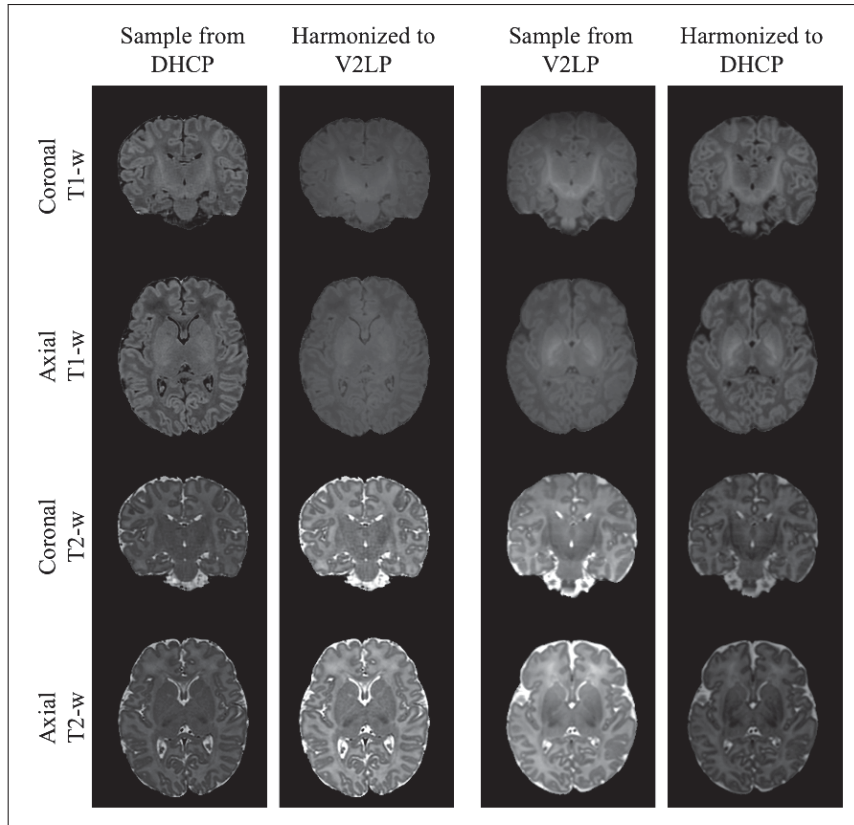 Sample from
DHCP
Harmonized to
V2LP
Sample from
V2LP
Harmonized to
DHCP
Coronal
T1-w
Axial
T1-w
Coronal
T2-w
Axial
T2-w